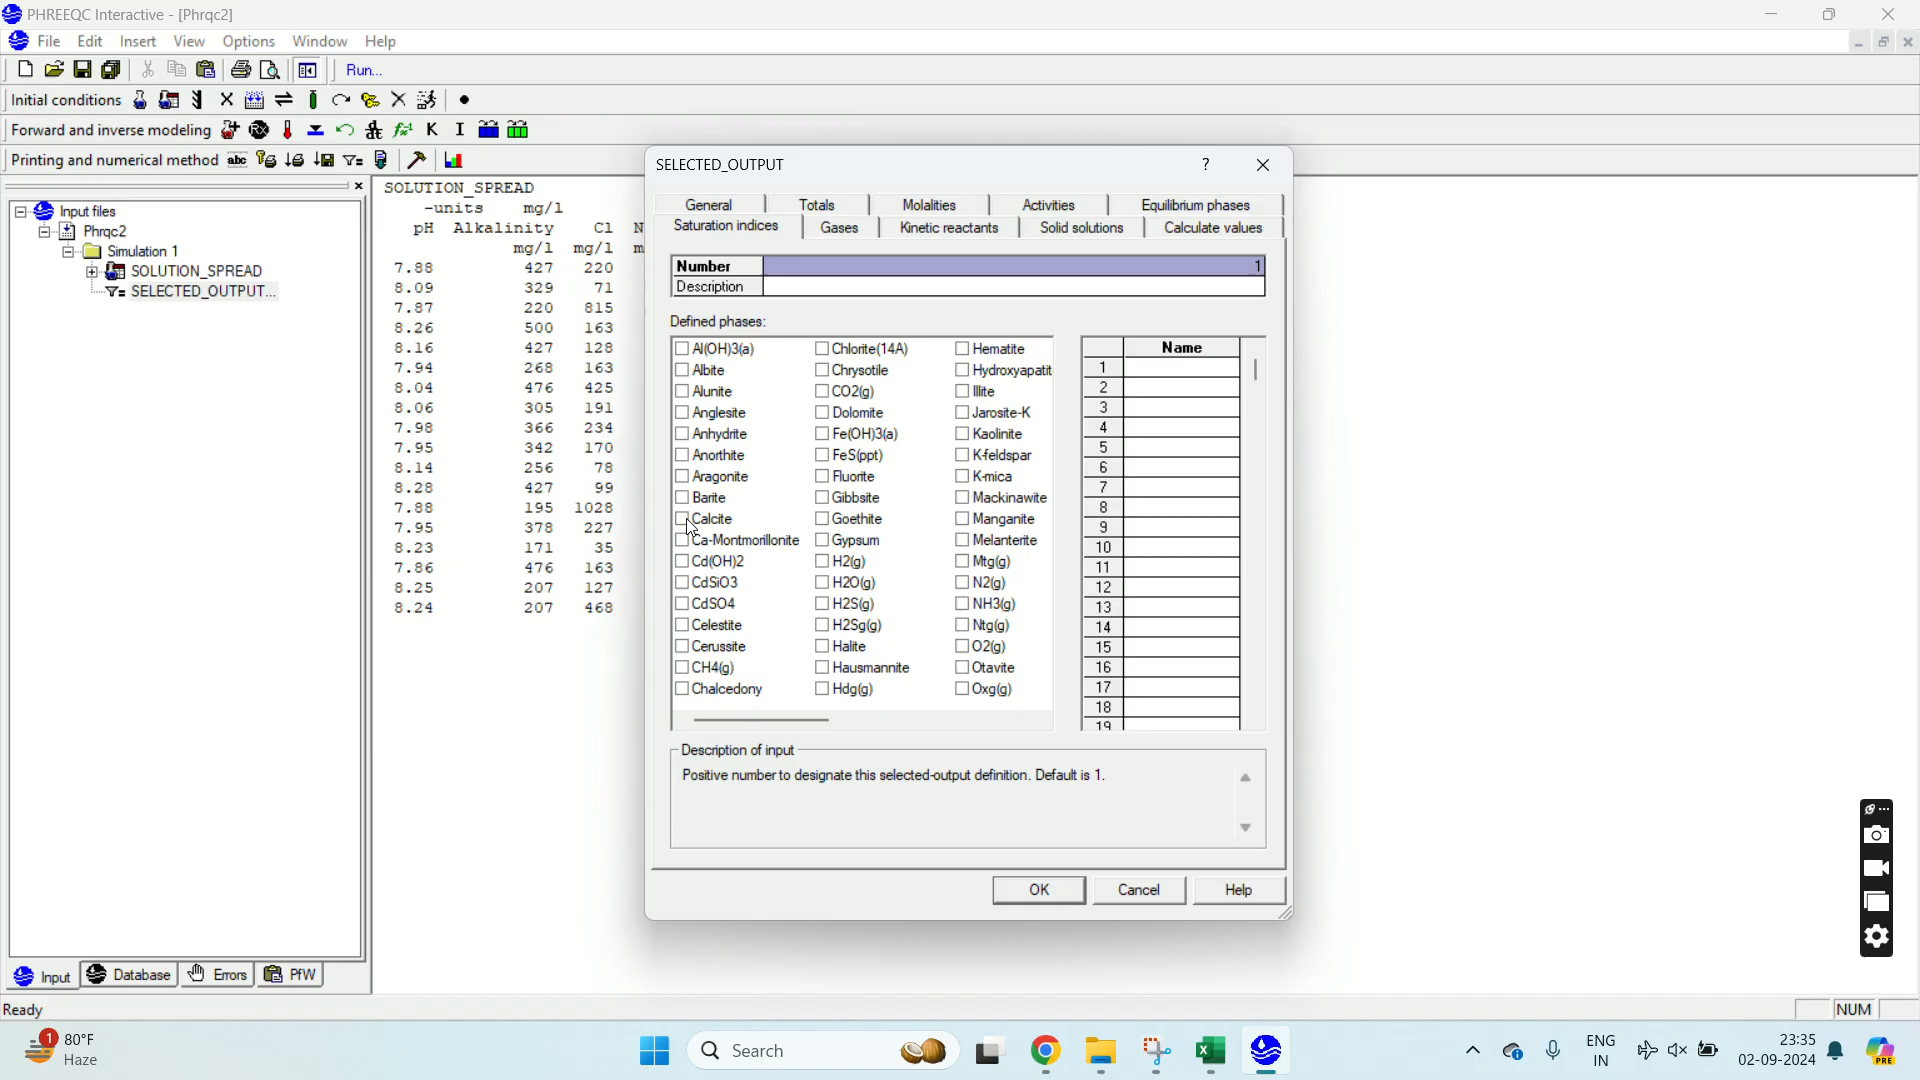 PHREEQC Interactive - [Phrqc2]
File Edit Insert View Options Window Help
Run...
Initial conditions
Forward and inverse modeling
Printing and numerical method abc
Input files
Phrqc2
Simulation 1
SOLUTION_SPREAD
SELECTED_OUTPUT...
Input Database Errors PfW
SOLUTION_SPREAD
-units mg/l
pH Alkalinity Cl N
mg/l mg/l m
7.88 427 220
8.09 329 71
7.87 220 815
8.26 500 163
8.16 427 128
7.94 268 163
8.04 476 425
8.06 305 191
7.98 366 234
7.95 342 170
8.14 256 78
8.28 427 99
7.88 195 1028
7.95 378 227
8.23 171 35
7.86 476 163
8.25 207 127
8.24 207 468
SELECTED_OUTPUT
General Totals Molalities Activities Equilibrium phases
Saturation indices Gases Kinetic reactants Solid solutions Calculate values
Number 1
Description
Defined phases:
Al(OH)3(a) Chlorite(14A) Hematite
Albite Chrysotile Hydroxyapatit
Alunite CO2(g) Illite
Anglesite Dolomite Jarosite-K
Anhydrite Fe(OH)3(a) Kaolinite
Anorthite FeS(ppt) K-feldspar
Aragonite Fluorite K-mica
Barite Gibbsite Mackinawite
Calcite Goethite Manganite
Ca-Montmorillonite Gypsum Melanterite
Cd(OH)2 H2(g) Mtg(g)
CdSiO3 H2O(g) N2(g)
CdSO4 H2S(g) NH3(g)
Celestite H2Sg(g) Ntg(g)
Cerussite Halite O2(g)
CH4(g) Hausmannite Otavite
Chalcedony Hdg(g) Oxg(g)
Name
1
2
3
4
5
6
7
8
9
10
11
12
13
14
15
16
17
18
19
Description of input
Positive number to designate this selected-output definition. Default is 1.
OK Cancel Help
Ready NUM
1 80°F
Haze
Search
ENG
IN
23:35
02-09-2024
PRE